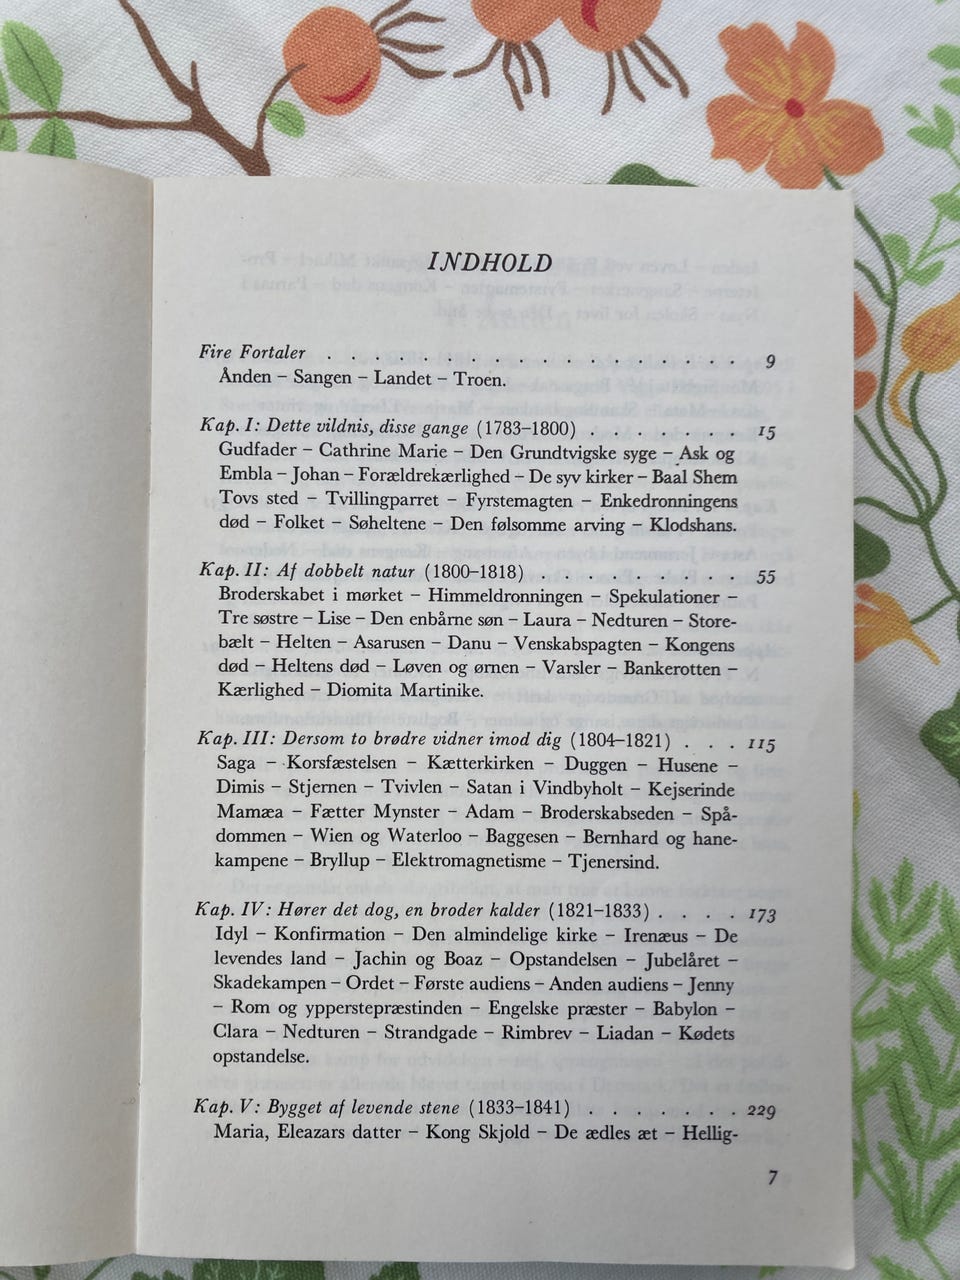 INDHOLD
Fire Fortaler . . . . . . . . . . . . . . . . . . 9
Ånden – Sangen – Landet – Troen.
Kap. I: Dette vildnis, disse gange (1783–1800) . . . . . . . 15
Gudfader – Cathrine Marie – Den Grundtvigske syge – Ask og
Embla – Johan – Forældrekærlighed – De syv kirker – Baal Shem
Tovs sted – Tvillingparret – Fyrstemagten – Enkedronningens
død – Folket – Søheltene – Den følsomme arving – Klodshans.
Kap. II: Af dobbelt natur (1800–1818) . . . . . . . . . 55
Broderskabet i mørket – Himmeldronningen – Spekulationer –
Tre søstre – Lise – Den enbårne søn – Laura – Nedturen – Store-
bælt – Helten – Asarusen – Danu – Venskabspagten – Kongens
død – Heltens død – Løven og ørnen – Varsler – Bankerotten –
Kærlighed – Diomita Martinike.
Kap. III: Dersom to brødre vidner imod dig (1804–1821) . . . 115
Saga – Korsfæstelsen – Kætterkirken – Duggen – Husene –
Dimis – Stjernen – Tvivlen – Satan i Vindbyholt – Kejserinde
Mamæa – Fætter Mynster – Adam – Broderskabseden – Spå-
dommen – Wien og Waterloo – Baggesen – Bernhard og hane-
kampene – Bryllup – Elektromagnetisme – Tjenersind.
Kap. IV: Hører det dog, en broder kalder (1821–1833) . . . . 173
Idyl – Konfirmation – Den almindelige kirke – Irenæus – De
levendes land – Jachin og Boaz – Opstandelsen – Jubelåret –
Skadekampen – Ordet – Første audiens – Anden audiens – Jenny
– Rom og yppersteprestinden – Engelske præster – Babylon –
Clara – Nedturen – Strandgade – Rimbrev – Liadan – Kødets
opstandelse.
Kap. V: Bygget af levende stene (1833–1841) . . . . . . . . 229
Maria, Eleazars datter – Kong Skjold – De ædles æt – Hellig-
7